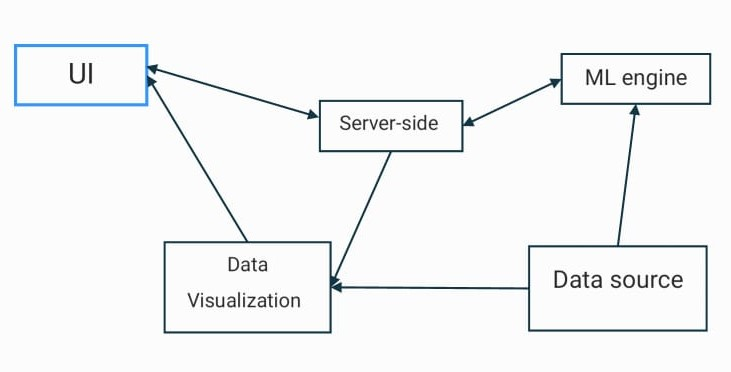 UI
ML engine
Server-side
Data
Visualization
Data source